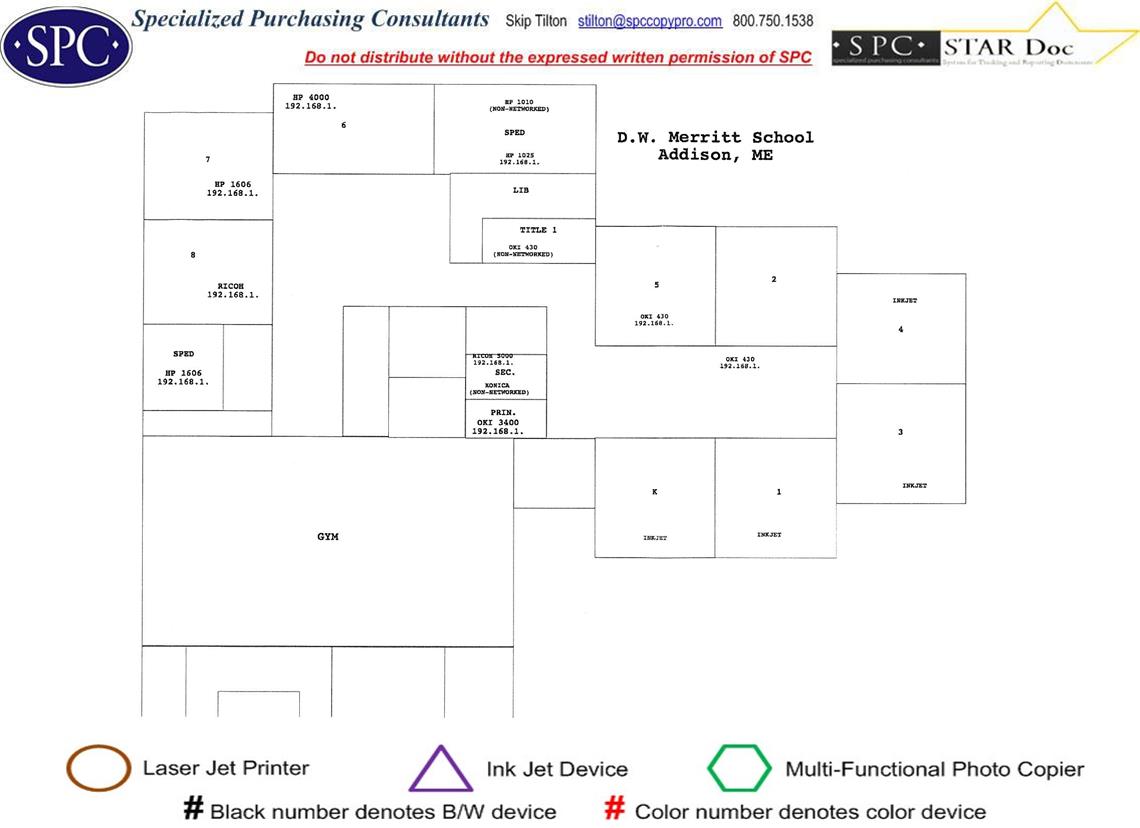 SPC
Specialized Purchasing Consultants Skip Tilton stilton@spccopypro.com 800.750.1538
Do not distribute without the expressed written permission of SPC
SPC STAR Doc
specialized purchasing consultants System for Tracking and Reporting Documents
D.W. Merritt School
Addison, ME
HP 4000
192.168.1.
6
HP 1010
(NON-NETWORKED)
SPED
HP 1025
192.168.1.
7
HP 1606
192.168.1.
LIB
TITLE 1
OKI 430
(NON-NETWORKED)
8
RICOH
192.168.1.
5
OKI 430
192.168.1.
2
INKJET
4
SPED
HP 1606
192.168.1.
RICOH 3000
192.168.1.
SEC.
KONICA
(NON-NETWORKED)
PRIN.
OKI 3400
192.168.1.
OKI 430
192.168.1.
3
INKJET
K
INKJET
1
INKJET
GYM
Laser Jet Printer
Ink Jet Device
Multi-Functional Photo Copier
# Black number denotes B/W device
# Color number denotes color device